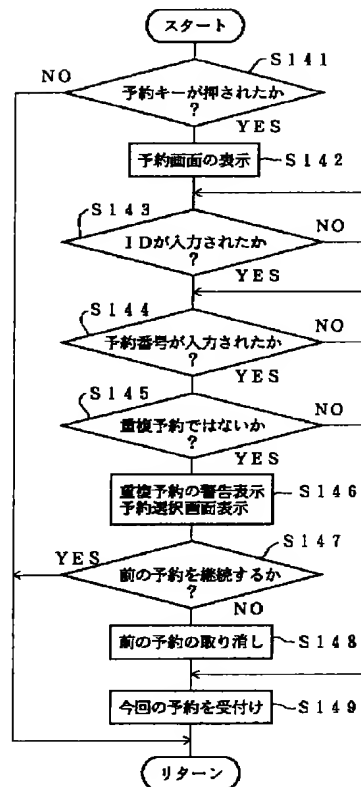 スタート
S141
NO
予約キーが押されたか
?
YES
予約画面の表示
S142
S143
IDが入力されたか
?
NO
YES
S144
予約番号が入力されたか
?
NO
YES
S145
重複予約ではないか
?
NO
YES
重複予約の警告表示
予約選択画面表示
S146
S147
YES
前の予約を継続するか
?
NO
前の予約の取り消し
S148
今回の予約を受付け
S149
リターン